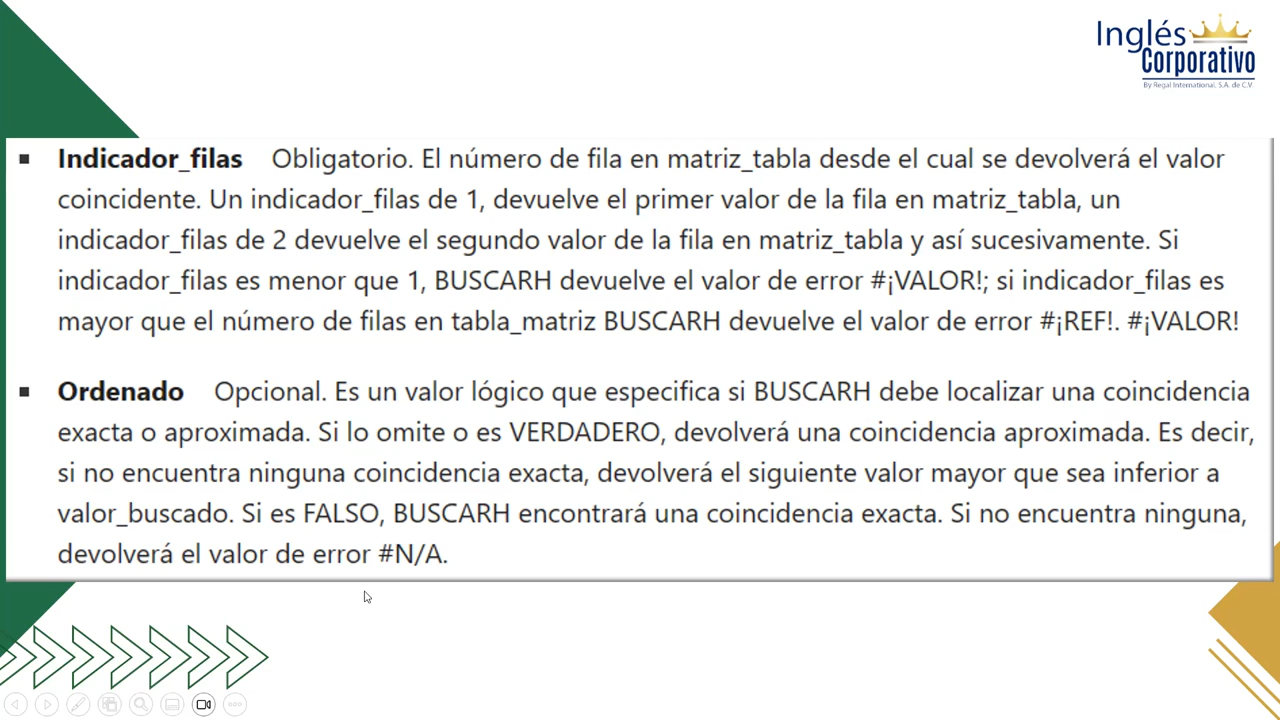 Inglés
Corporativo
By Regal International, S.A. de C.V.
▪ Indicador_filas Obligatorio. El número de fila en matriz_tabla desde el cual se devolverá el valor
coincidente. Un indicador_filas de 1, devuelve el primer valor de la fila en matriz_tabla, un
indicador_filas de 2 devuelve el segundo valor de la fila en matriz_tabla y así sucesivamente. Si
indicador_filas es menor que 1, BUSCARH devuelve el valor de error #¡VALOR!; si indicador_filas es
mayor que el número de filas en tabla_matriz BUSCARH devuelve el valor de error #¡REF!. #¡VALOR!
▪ Ordenado Opcional. Es un valor lógico que especifica si BUSCARH debe localizar una coincidencia
exacta o aproximada. Si lo omite o es VERDADERO, devolverá una coincidencia aproximada. Es decir,
si no encuentra ninguna coincidencia exacta, devolverá el siguiente valor mayor que sea inferior a
valor_buscado. Si es FALSO, BUSCARH encontrará una coincidencia exacta. Si no encuentra ninguna,
devolverá el valor de error #N/A.